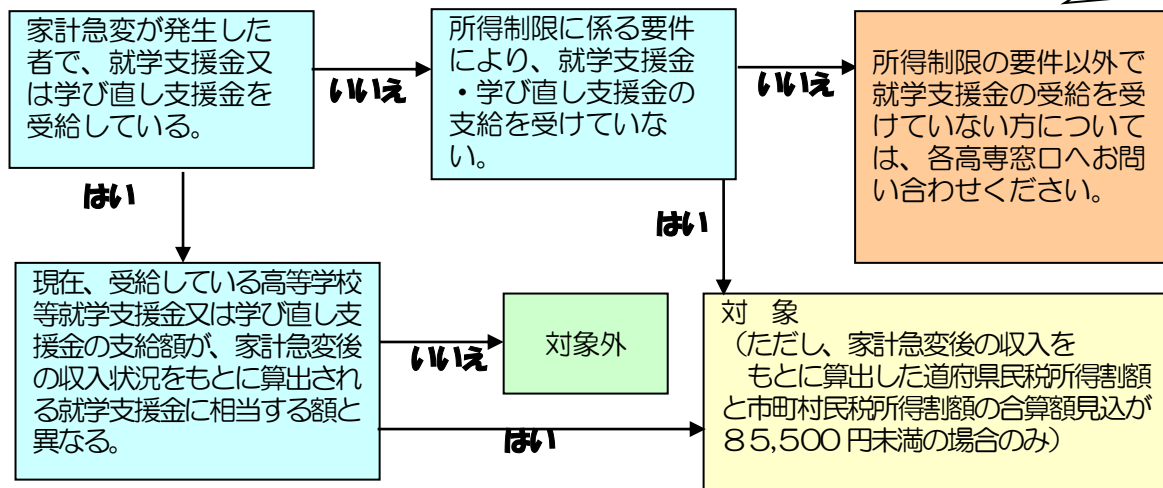 家計急変が発生した
者で、就学支援金又
は学び直し支援金を
受給している。
いいえ
所得制限に係る要件
により、就学支援金
・学び直し支援金の
支給を受けていな
い。
いいえ
所得制限の要件以外で
就学支援金の受給を受
けていない方について
は、各高専窓口へお問
い合わせください。
はい
はい
現在、受給している高等学校
等就学支援金又は学び直し支
援金の支給額が、家計急変後
の収入状況をもとに算出され
る就学支援金に相当する額と
異なる。
いいえ
対象外
はい
対　象
（ただし、家計急変後の収入を
もとに算出した道府県民税所得割額
と市町村民税所得割額の合算額見込が
８５,５００円未満の場合のみ）